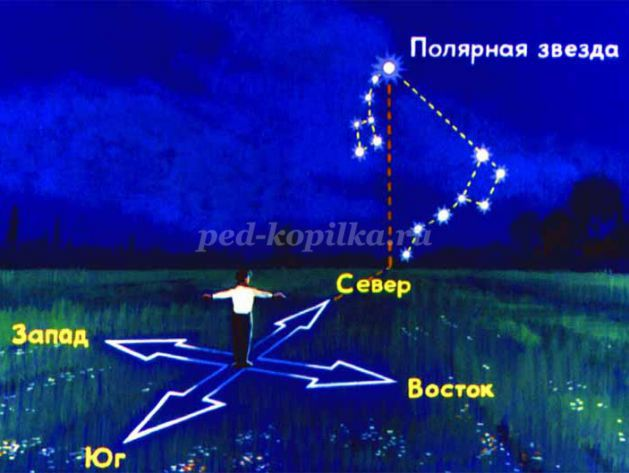 Полярная звезда
ped-kopilka.ru
Север
Запад
Восток
Юг